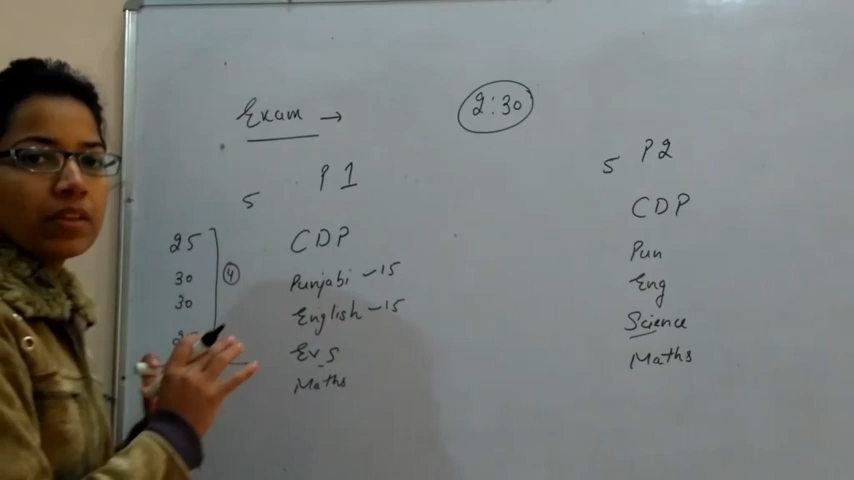 Exam → 2:30
5 P1
25 CDP
30 Punjabi - 15
④
30 English - 15
Evs
Maths
5 P2
CDP
Pun
Eng
Science
Maths